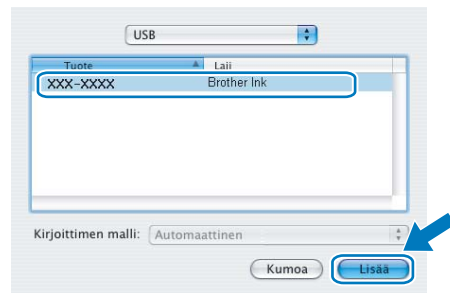 USB
Tuote Laji
XXX-XXXX Brother Ink
Kirjoittimen malli: Automaattinen
Kumoa Lisää